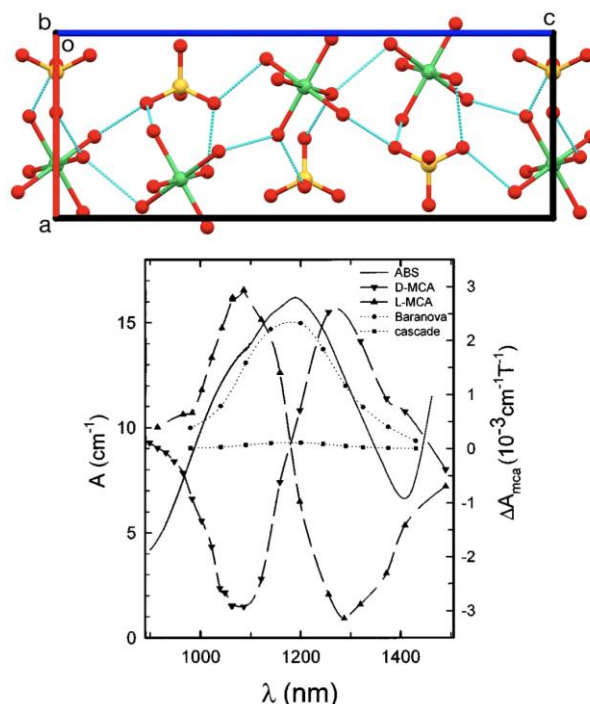 b
c
o
a
ABS
D-MCA
L-MCA
Baranova
cascade
15
10
5
0
A (cm⁻¹)
3
2
1
0
-1
-2
-3
ΔAmca (10⁻³cm⁻¹T⁻¹)
1000 1200 1400
λ (nm)